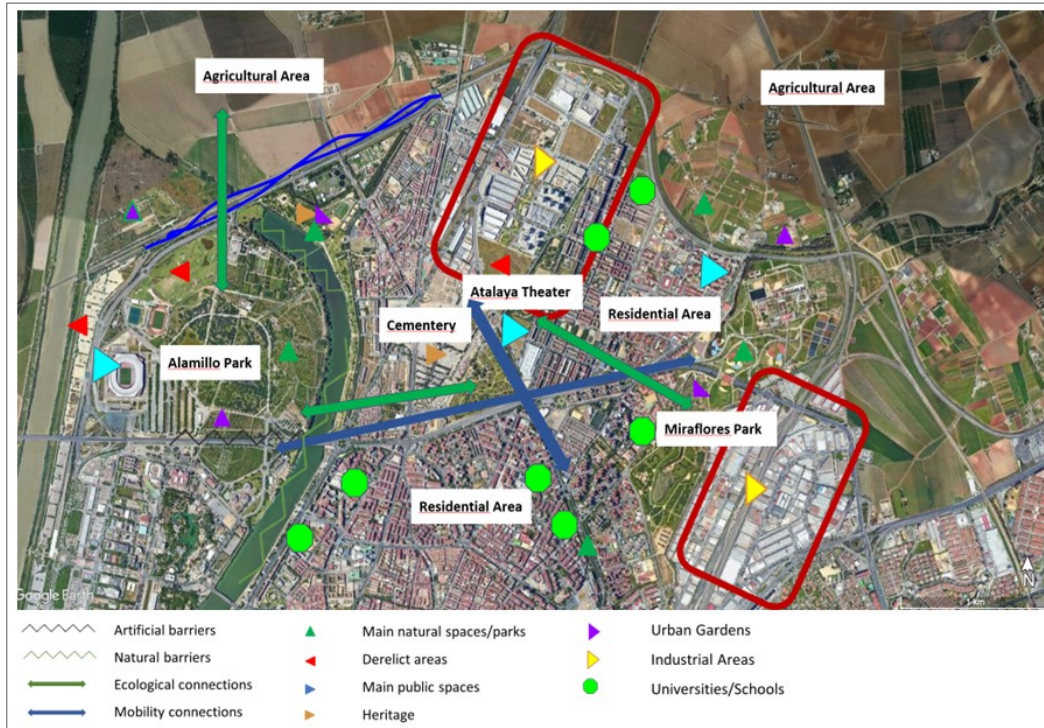 Agricultural Area
Agricultural Area
Atalaya Theater
Residential Area
Cementery
Alamillo Park
Miraflores Park
Residential Area
N
Google Earth
1 km
Artificial barriers
Natural barriers
Ecological connections
Mobility connections
Main natural spaces/parks
Derelict areas
Main public spaces
Heritage
Urban Gardens
Industrial Areas
Universities/Schools